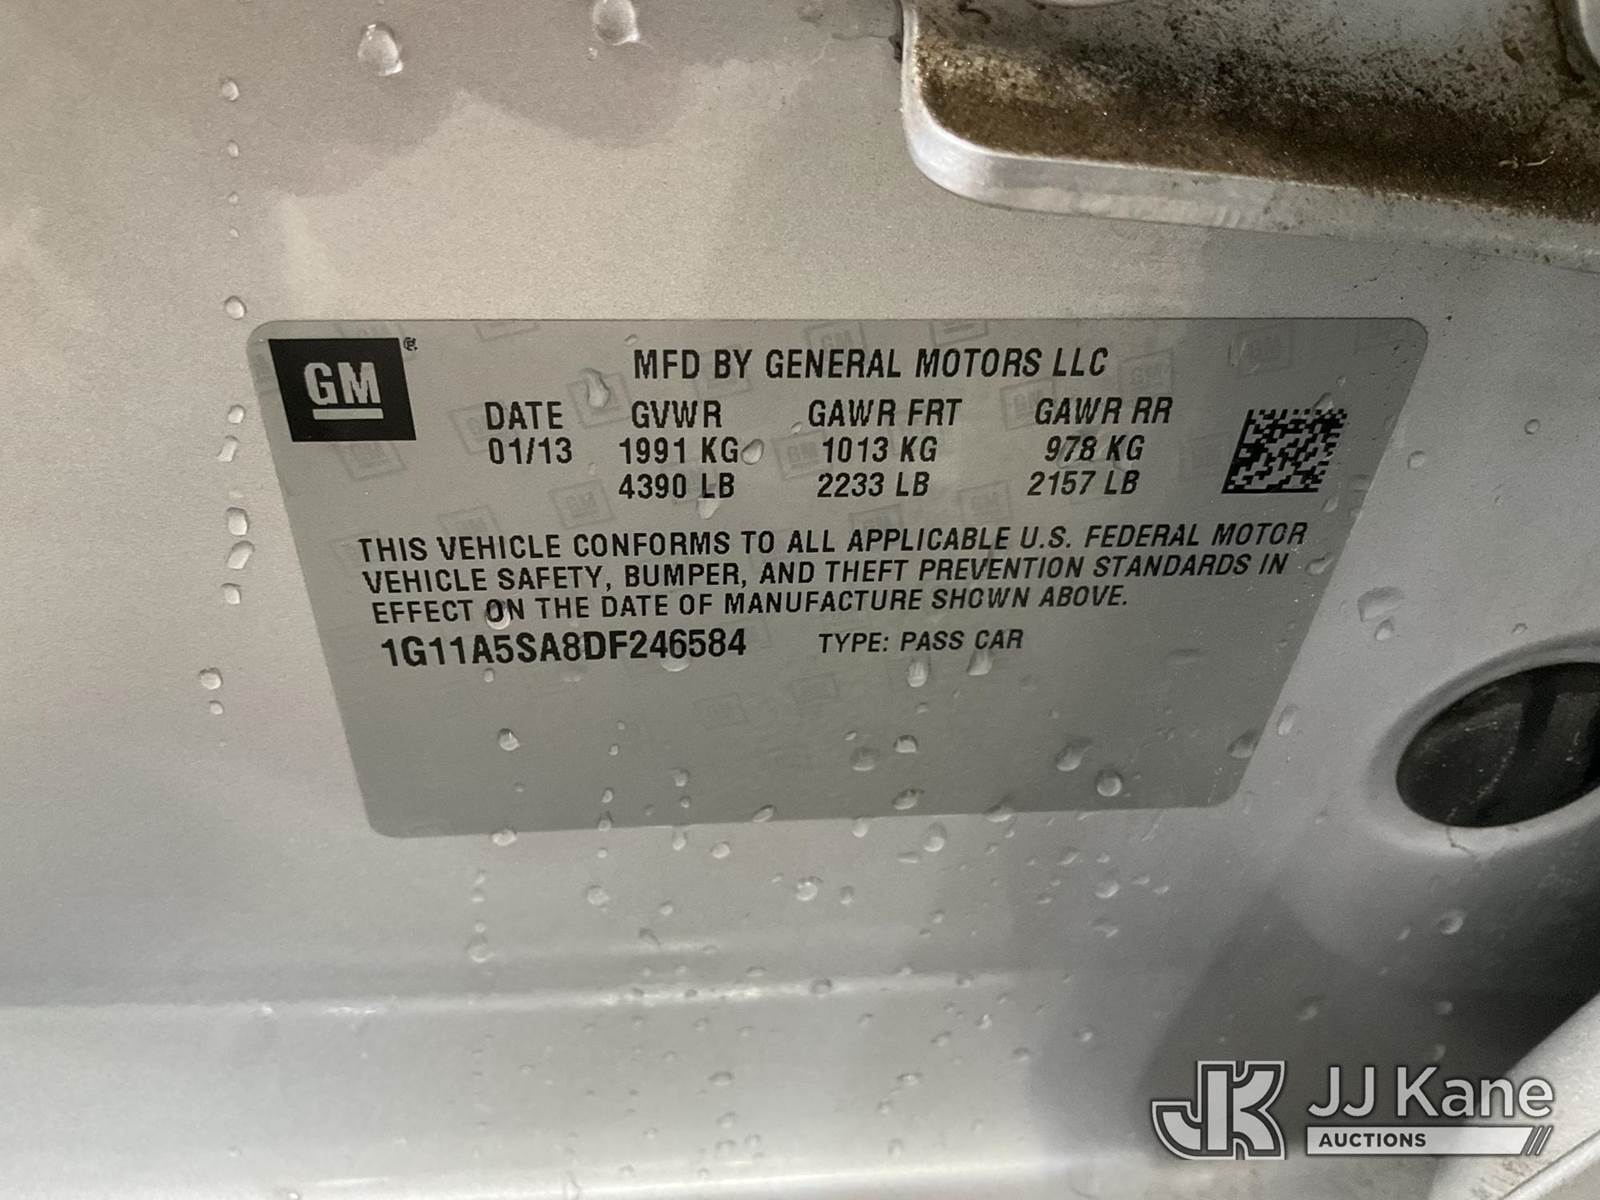 GM
MFD BY GENERAL MOTORS LLC
DATE GVWR GAWR FRT GAWR RR
01/13 1991 KG 1013 KG 978 KG
4390 LB 2233 LB 2157 LB
THIS VEHICLE CONFORMS TO ALL APPLICABLE U.S. FEDERAL MOTOR
VEHICLE SAFETY, BUMPER, AND THEFT PREVENTION STANDARDS IN
EFFECT ON THE DATE OF MANUFACTURE SHOWN ABOVE.
1G11A5SA8DF246584 TYPE: PASS CAR
JK JJ Kane
AUCTIONS